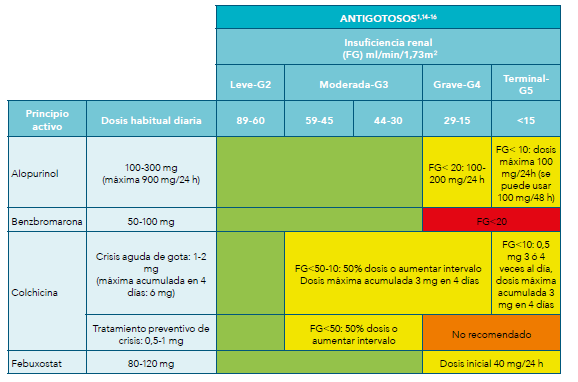 ANTIGOTOSOS1,14-16
Insuficiencia renal
(FG) ml/min/1,73m²
Leve-G2
Moderada-G3
Grave-G4
Terminal-
G5
Principio
activo
Dosis habitual diaria
89-60
59-45
44-30
29-15
<15
Alopurinol
100-300 mg
(máxima 900 mg/24 h)
FG< 20: 100-
200 mg/24 h
FG< 10: dosis
máxima 100
mg/24h (se
puede usar
100 mg/48 h)
Benzbromarona
50-100 mg
FG<20
Colchicina
Crisis aguda de gota: 1-2
mg
(máxima acumulada en 4
días: 6 mg)
FG<50-10: 50% dosis o aumentar intervalo
Dosis máxima acumulada 3 mg en 4 días
FG<10: 0,5
mg 3 ó 4
veces al día,
dosis máxima
acumulada 3
mg en 4 días
Tratamiento preventivo de
crisis: 0,5-1 mg
FG<50: 50% dosis o
aumentar intervalo
No recomendado
Febuxostat
80-120 mg
Dosis inicial 40 mg/24 h